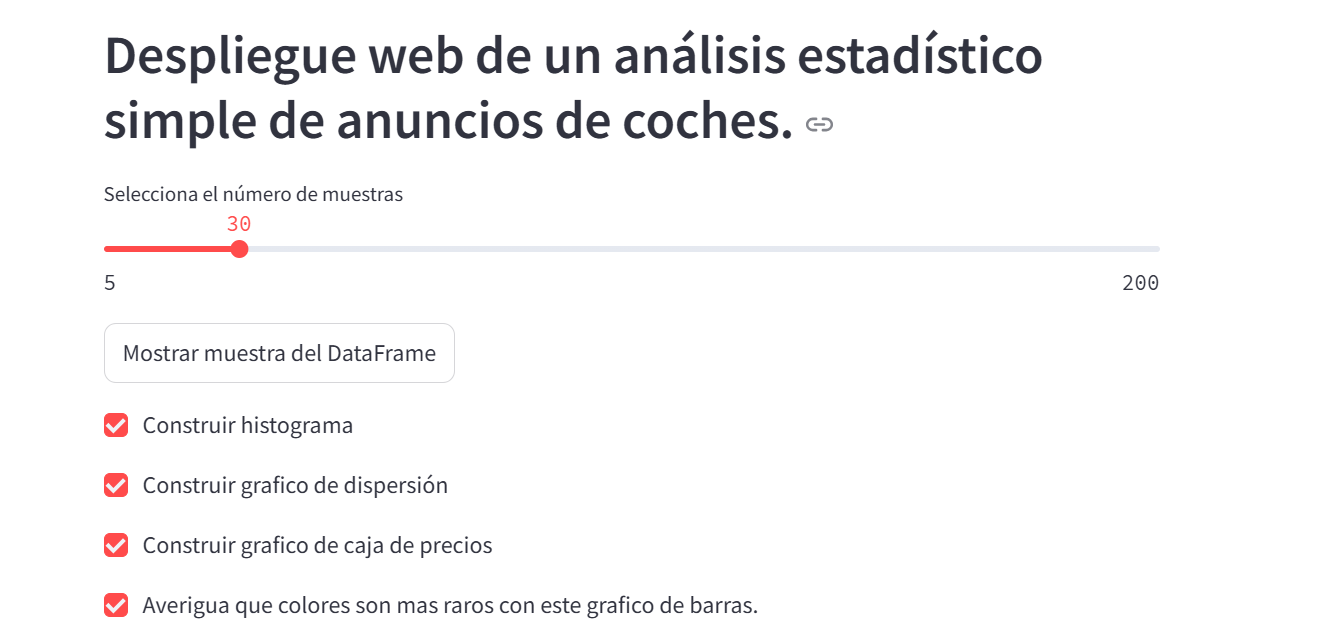 Despliegue web de un análisis estadístico
simple de anuncios de coches.
Selecciona el número de muestras
30
5
200
Mostrar muestra del DataFrame
Construir histograma
Construir grafico de dispersión
Construir grafico de caja de precios
Averigua que colores son mas raros con este grafico de barras.